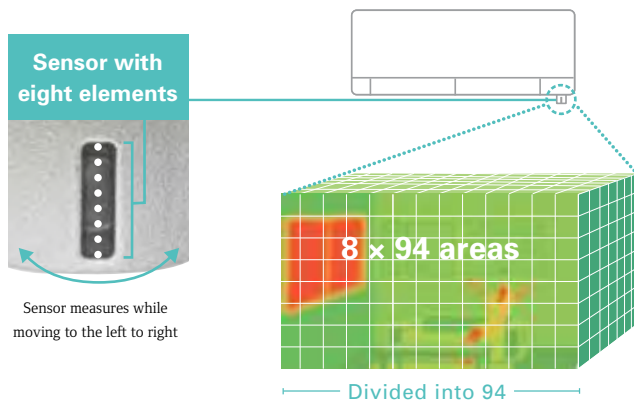 Sensor with
eight elements
Sensor measures while
moving to the left to right
8 × 94 areas
Divided into 94